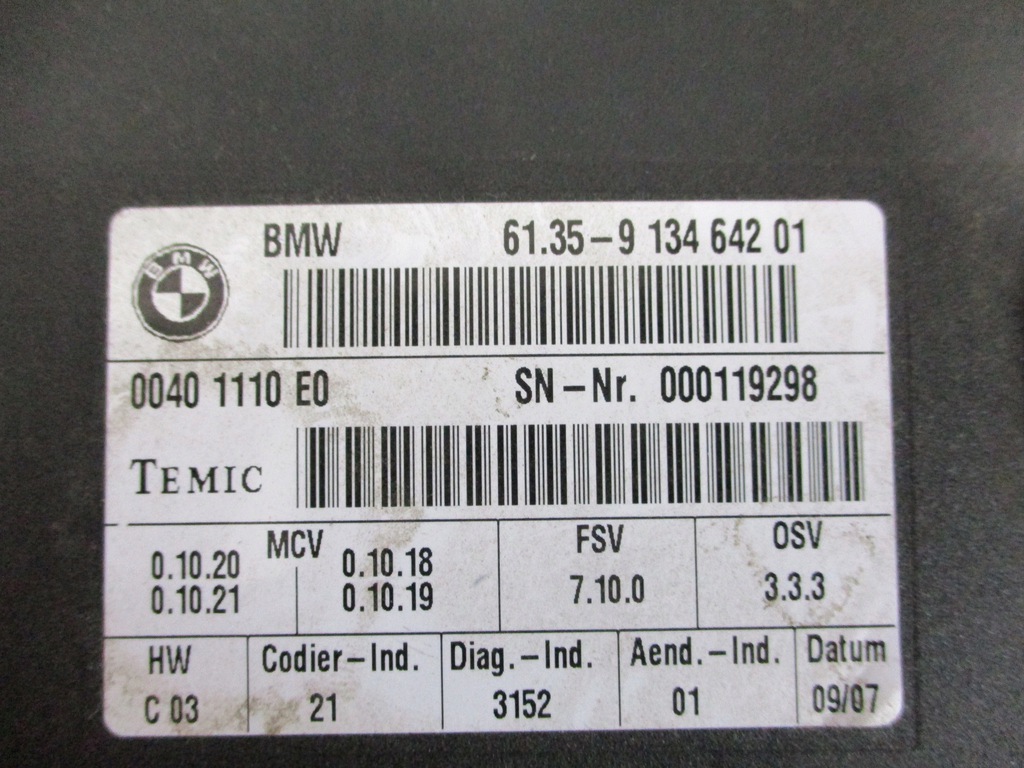 BMW 61.35-9 134 642 01
BMW
0040 1110 E0 SN-Nr. 000119298
TEMIC
MCV FSV OSV
0.10.20 0.10.18 7.10.0 3.3.3
0.10.21 0.10.19
HW Codier-Ind. Diag.-Ind. Aend.-Ind. Datum
C 03 21 3152 01 09/07